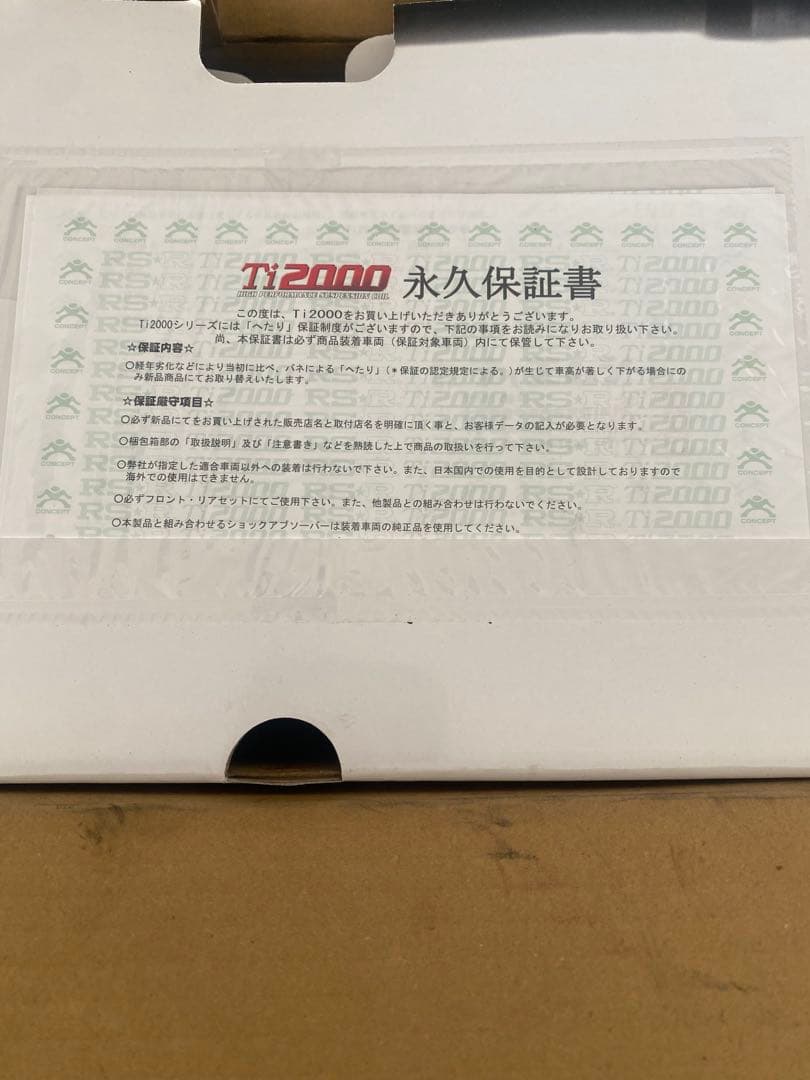 Ti2000 永久保証書
HIGH PERFORMANCE SUSPENSION COIL
この度は、Ti2000をお買い上げいただきありがとうございます。
Ti2000シリーズには「へたり」保証制度がございますので、下記の事項をお読みになりお取り扱い下さい。
尚、本保証書は必ず商品装着車両（保証対象車両）内にて保管して下さい。
☆保証内容☆
○経年劣化などにより当初に比べ、バネによる「へたり」（＊保証の認定規定による。）が生じて車高が著しく下がる場合にの
み新品商品にてお取り替えいたします。
☆保証厳守項目☆
○必ず新品にてをお買い上げされた販売店名と取付店名を明確に頂く事と、お客様データの記入が必要となります。
○梱包箱部の「取扱説明」及び「注意書き」などを熟読した上で商品の取扱いを行って下さい。
○弊社が指定した適合車両以外への装着は行わないで下さい。また、日本国内での使用を目的として設計しておりますので
海外での使用はできません。
○必ずフロント・リアセットにてご使用下さい。また、他製品との組み合わせは行わないでください。
○本製品と組み合わせるショックアブソーバーは装着車両の純正品を使用してください。